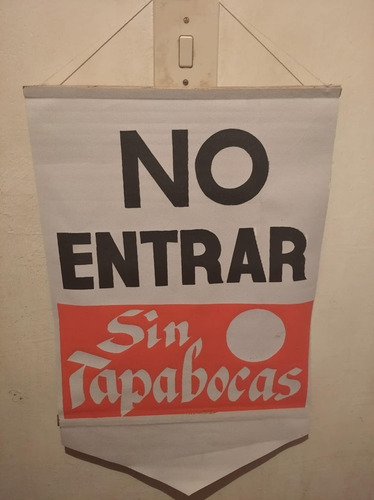 NO
ENTRAR
Sin
Tapabocas